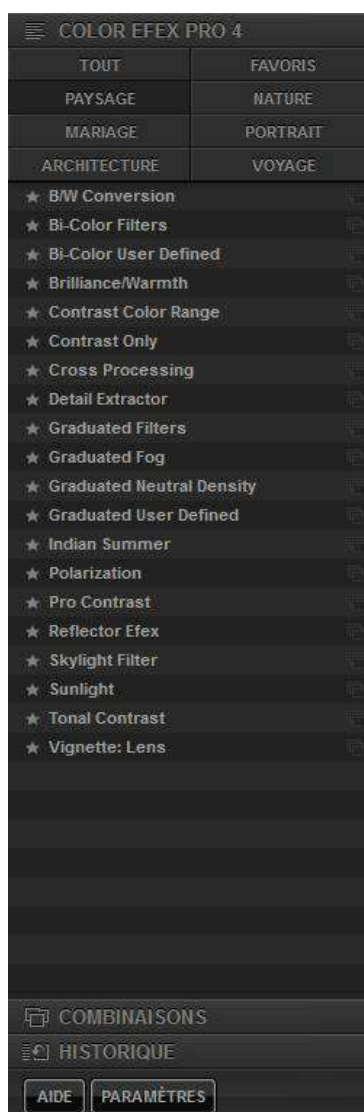 COLOR EFEX PRO 4
TOUT FAVORIS
PAYSAGE NATURE
MARIAGE PORTRAIT
ARCHITECTURE VOYAGE
B/W Conversion
Bi-Color Filters
Bi-Color User Defined
Brilliance/Warmth
Contrast Color Range
Contrast Only
Cross Processing
Detail Extractor
Graduated Filters
Graduated Fog
Graduated Neutral Density
Graduated User Defined
Indian Summer
Polarization
Pro Contrast
Reflector Efex
Skylight Filter
Sunlight
Tonal Contrast
Vignette: Lens
COMBINAISONS
HISTORIQUE
AIDE PARAMÈTRES